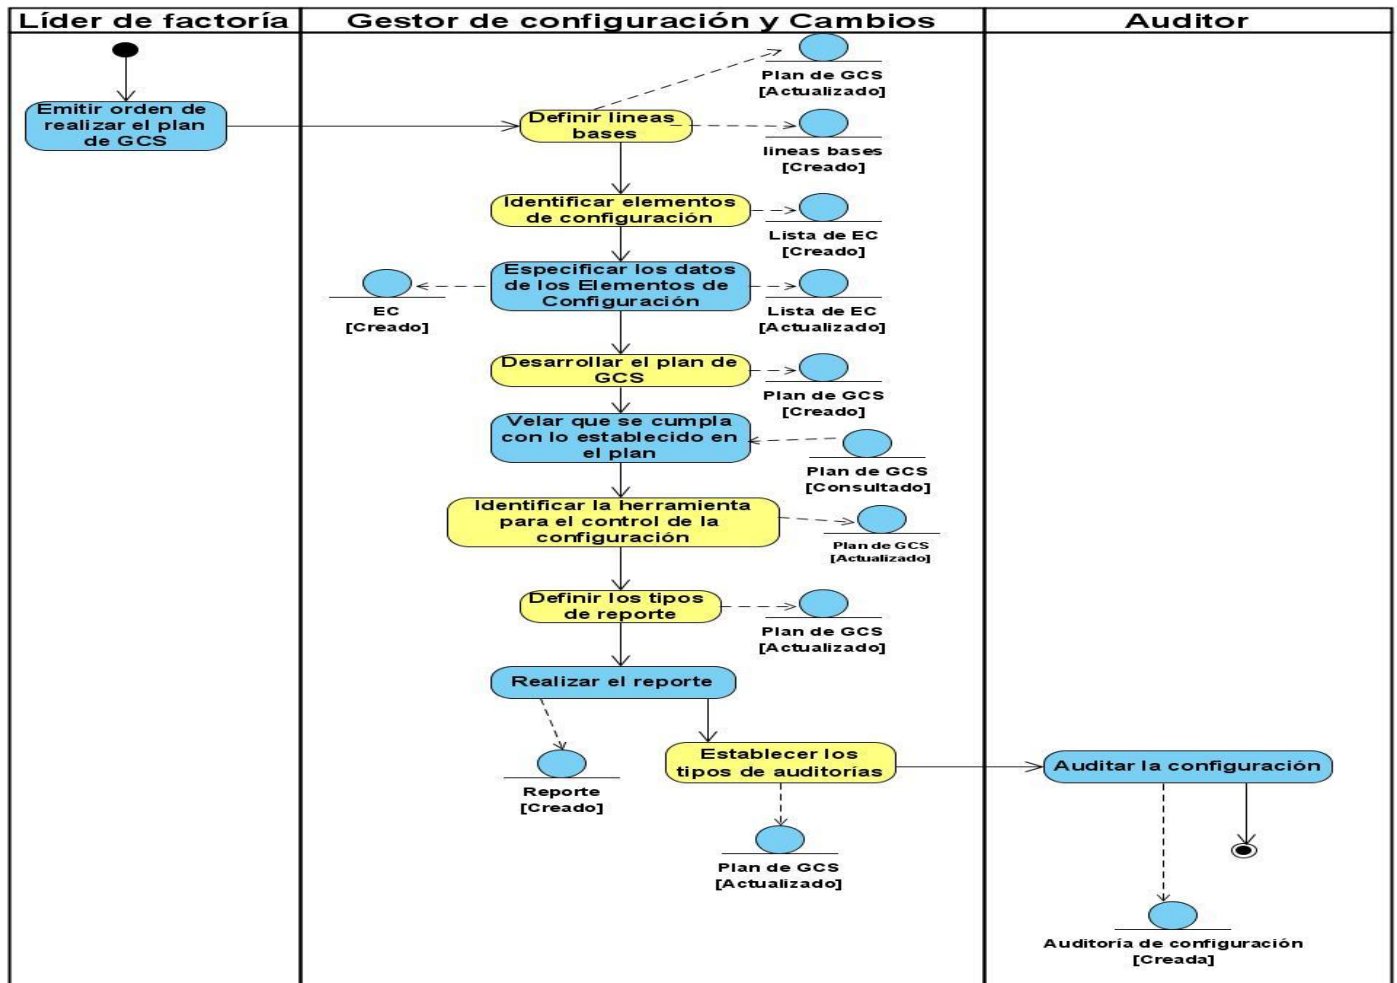 Líder de factoría
Gestor de configuración y Cambios
Auditor
Emitir orden de
realizar el plan
de GCS
Plan de GCS
[Actualizado]
Definir lineas
bases
lineas bases
[Creado]
Identificar elementos
de configuración
Lista de EC
[Creado]
Especificar los datos
de los Elementos de
Configuración
EC
[Creado]
Lista de EC
[Actualizado]
Desarrollar el plan de
GCS
Plan de GCS
[Creado]
Velar que se cumpla
con lo establecido en
el plan
Plan de GCS
[Consultado]
Identificar la herramienta
para el control de la
configuración
Plan de GCS
[Actualizado]
Definir los tipos
de reporte
Plan de GCS
[Actualizado]
Realizar el reporte
Reporte
[Creado]
Establecer los
tipos de auditorías
Plan de GCS
[Actualizado]
Auditar la configuración
Auditoría de configuración
[Creada]